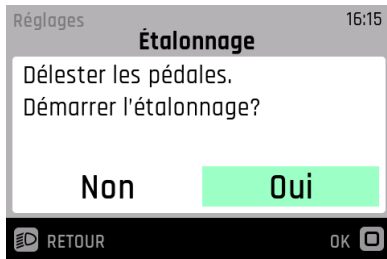 Réglages 16:15
Étalonnage
Délester les pédales.
Démarrer l'étalonnage?
Non Oui
RETOUR OK